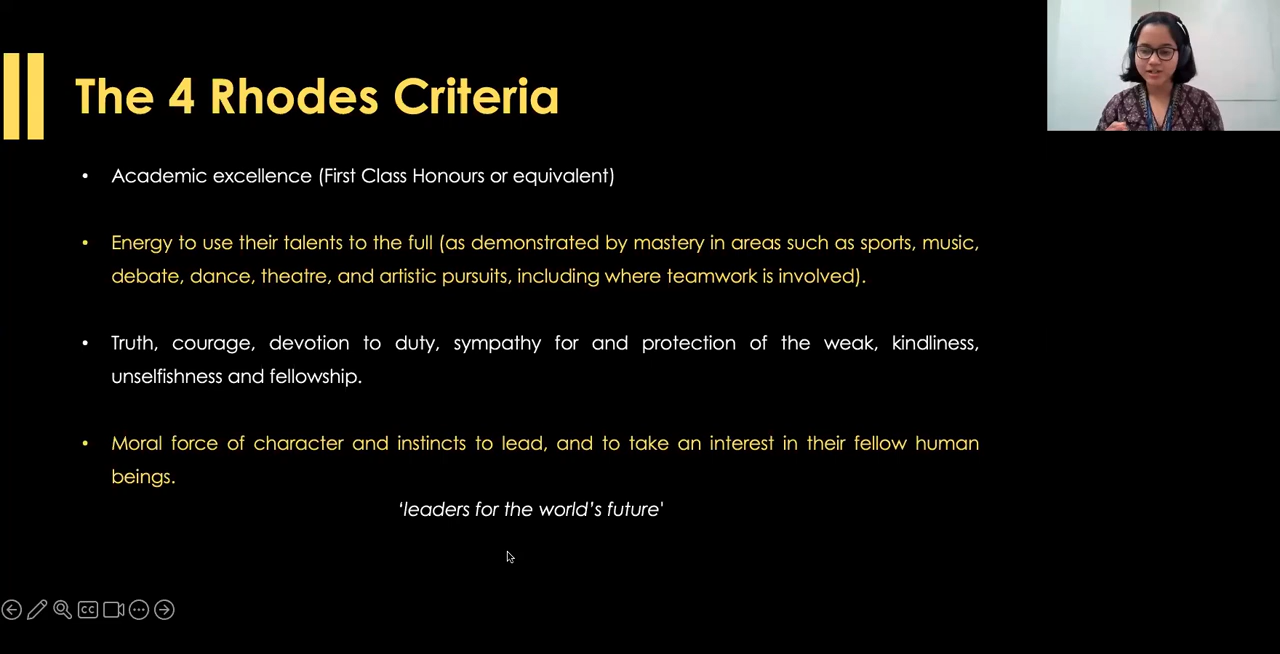 The 4 Rhodes Criteria
• Academic excellence (First Class Honours or equivalent)
• Energy to use their talents to the full (as demonstrated by mastery in areas such as sports, music,
debate, dance, theatre, and artistic pursuits, including where teamwork is involved).
• Truth, courage, devotion to duty, sympathy for and protection of the weak, kindliness,
unselfishness and fellowship.
• Moral force of character and instincts to lead, and to take an interest in their fellow human
beings.
‘leaders for the world’s future'
CC